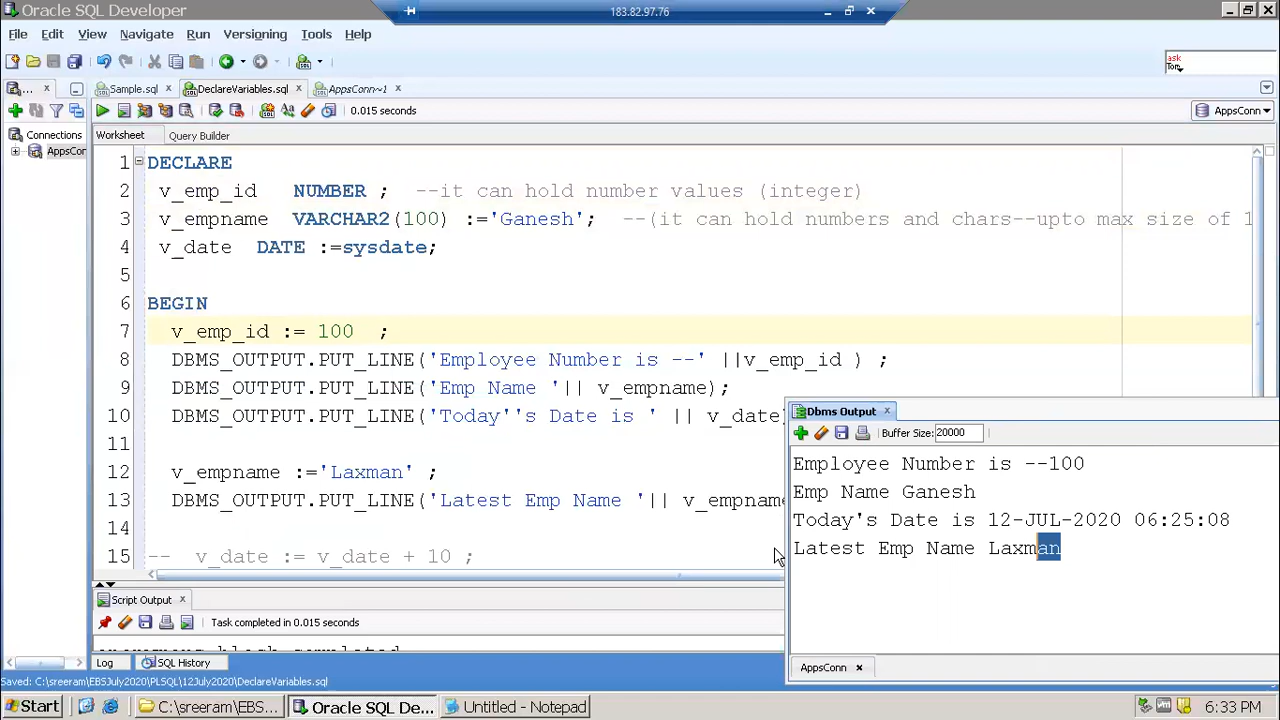 Oracle SQL Developer
183.82.97.76
File Edit View Navigate Run Versioning Tools Help
ask
Tom
... Sample.sql DeclareVariables.sql AppsConn~1
0.015 seconds AppsConn
Connections Worksheet Query Builder
AppsCo
1 DECLARE
2 v_emp_id NUMBER ; --it can hold number values (integer)
3 v_empname VARCHAR2(100) :='Ganesh'; --(it can hold numbers and chars--upto max size of 1
4 v_date DATE :=sysdate;
5
6 BEGIN
7 v_emp_id := 100 ;
8 DBMS_OUTPUT.PUT_LINE('Employee Number is --' ||v_emp_id ) ;
9 DBMS_OUTPUT.PUT_LINE('Emp Name '|| v_empname);
10 DBMS_OUTPUT.PUT_LINE('Today''s Date is ' || v_date)
11
12 v_empname :='Laxman' ;
13 DBMS_OUTPUT.PUT_LINE('Latest Emp Name '|| v_empname
14
15 -- v_date := v_date + 10 ;
Dbms Output
Buffer Size: 20000
Employee Number is --100
Emp Name Ganesh
Today's Date is 12-JUL-2020 06:25:08
Latest Emp Name Laxman
AppsConn
Script Output
Task completed in 0.015 seconds
block completed
Log SQL History
Saved: C:\sreeram\EBSJuly2020\PLSQL\12July2020\DeclareVariables.sql
Start C:\sreeram\EBS... Oracle SQL De... Untitled - Notepad 6:33 PM